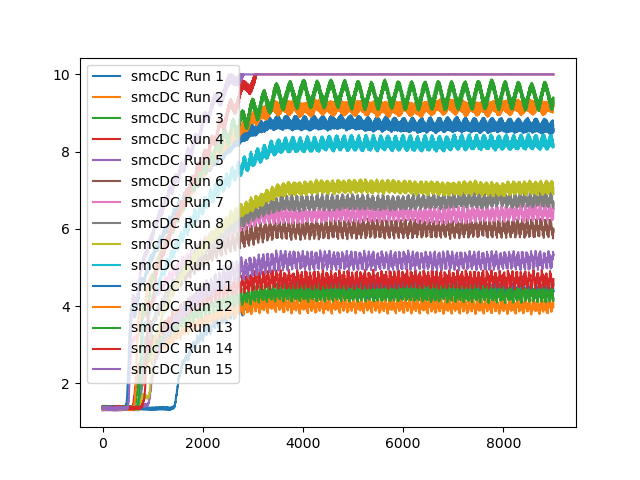 10
8
6
4
2
0
2000
4000
6000
8000
smcDC Run 1
smcDC Run 2
smcDC Run 3
smcDC Run 4
smcDC Run 5
smcDC Run 6
smcDC Run 7
smcDC Run 8
smcDC Run 9
smcDC Run 10
smcDC Run 11
smcDC Run 12
smcDC Run 13
smcDC Run 14
smcDC Run 15